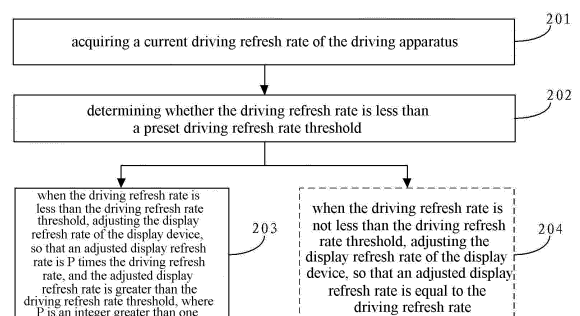 201
acquiring a current driving refresh rate of the driving apparatus
202
determining whether the driving refresh rate is less than
a preset driving refresh rate threshold
when the driving refresh rate is
less than the driving refresh rate
threshold, adjusting the display
refresh rate of the display device,
so that an adjusted display refresh
rate is P times the driving refresh
rate, and the adjusted display
refresh rate is greater than the
driving refresh rate threshold, where
P is an integer greater than one
203
when the driving refresh rate is
not less than the driving refresh
rate threshold, adjusting the
display refresh rate of the display
device, so that an adjusted display
refresh rate is equal to the
driving refresh rate
204